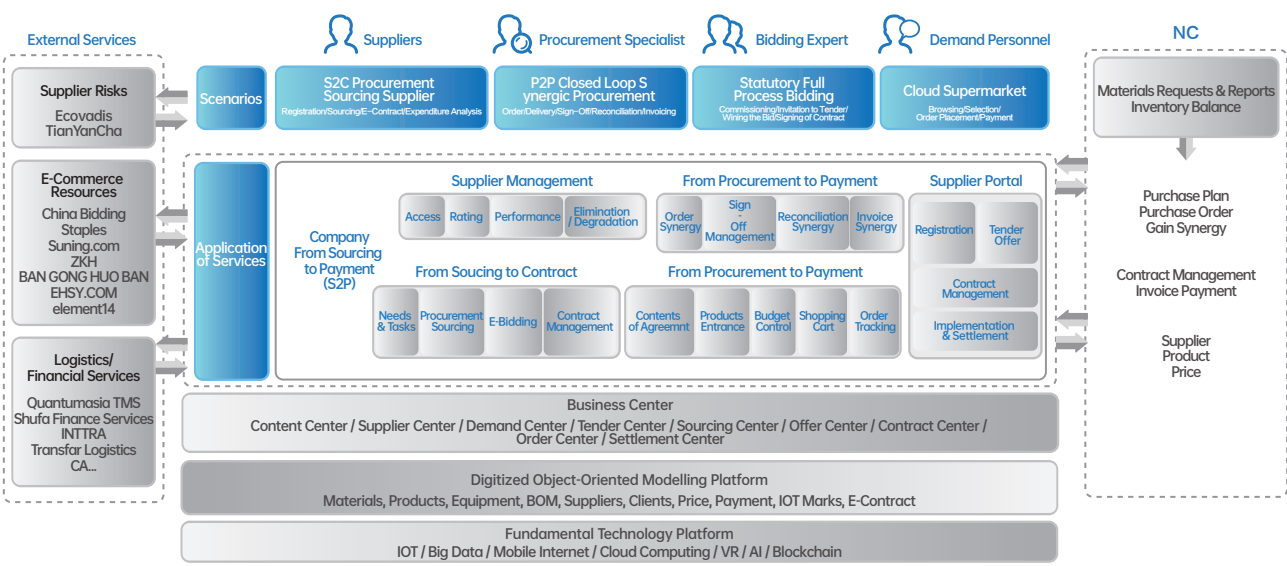 External Services
Supplier Risks
Ecovadis
TianYanCha
E-Commerce
Resources
China Bidding
Staples
Suning.com
ZKH
BAN GONG HUO BAN
EHSY.COM
element14
Logistics/
Financial Services
Quantumasia TMS
Shufa Finance Services
INTTRA
Transfar Logistics
CA...
Suppliers
Procurement Specialist
Bidding Expert
Demand Personnel
Scenarios
S2C Procurement
Sourcing Supplier
Registration/Sourcing/E-Contract/Expenditure Analysis
P2P Closed Loop S
ynergic Procurement
Order/Delivery/Sign-Off/Reconciliation/Invoicing
Statutory Full
Process Bidding
Commissioning/Invitation to Tender/
Wining the Bid/Signing of Contract
Cloud Supermarket
Browsing/Selection/
Order Placement/Payment
Application
of Services
Company
From Sourcing
to Payment
(S2P)
Supplier Management
Access
Rating
Performance
Elimination
/ Degradation
From Procurement to Payment
Order
Synergy
Sign
-
Off
Management
Reconciliation
Synergy
Invoice
Synergy
Supplier Portal
Registration
Tender
Offer
Contract
Management
Implementation
& Settlement
From Soucing to Contract
Needs
& Tasks
Procurement
Sourcing
E-Bidding
Contract
Management
From Procurement to Payment
Contents
of Agreemnt
Products
Entrance
Budget
Control
Shopping
Cart
Order
Tracking
Business Center
Content Center / Supplier Center / Demand Center / Tender Center / Sourcing Center / Offer Center / Contract Center /
Order Center / Settlement Center
Digitized Object-Oriented Modelling Platform
Materials, Products, Equipment, BOM, Suppliers, Clients, Price, Payment, IOT Marks, E-Contract
Fundamental Technology Platform
IOT / Big Data / Mobile Internet / Cloud Computing / VR / AI / Blockchain
NC
Materials Requests & Reports
Inventory Balance
Purchase Plan
Purchase Order
Gain Synergy
Contract Management
Invoice Payment
Supplier
Product
Price